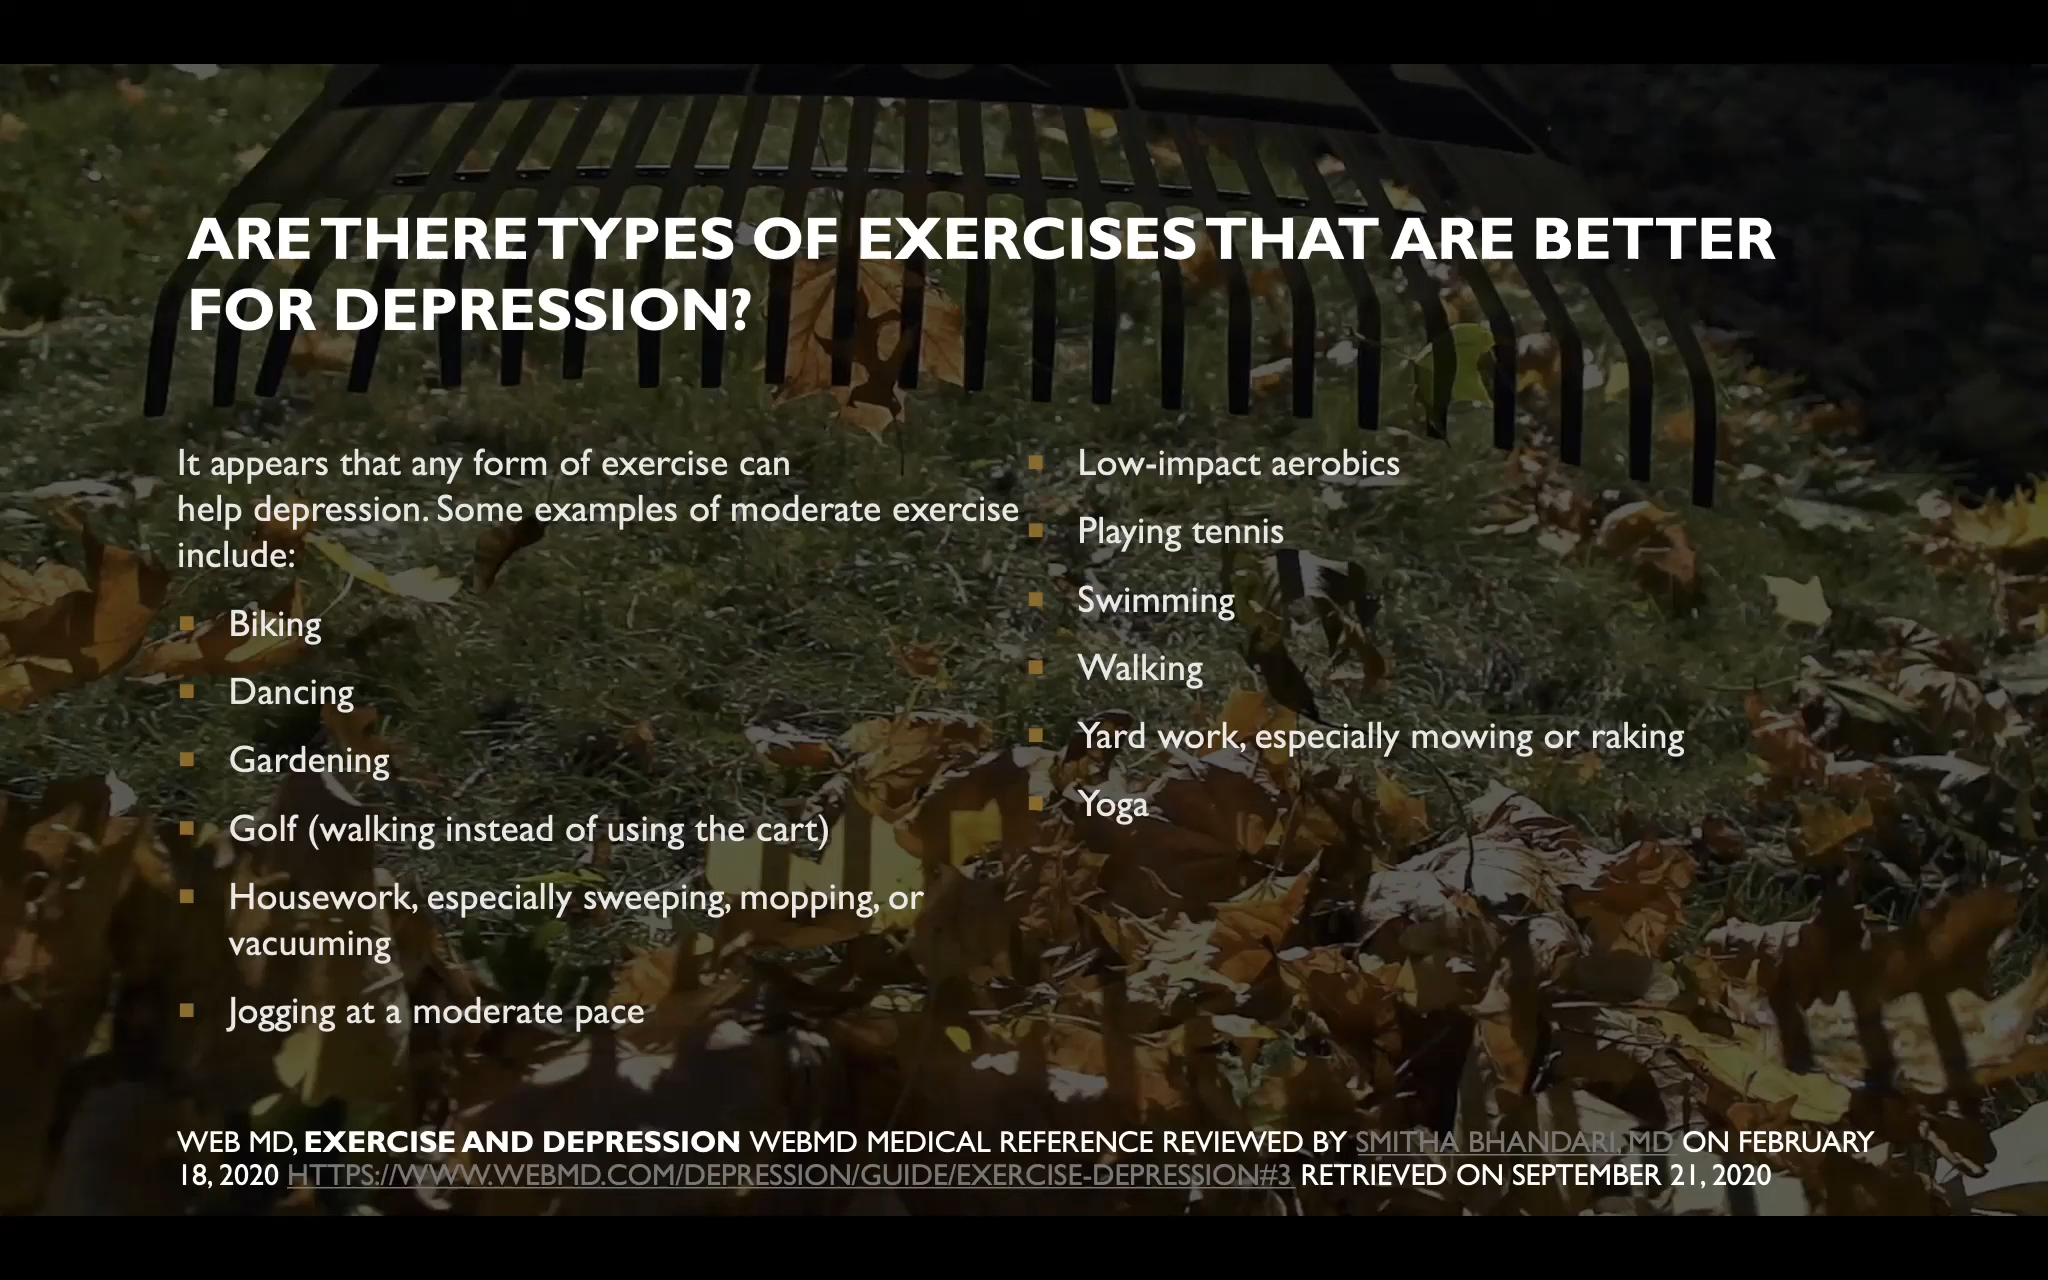 ARE THERE TYPES OF EXERCISES THAT ARE BETTER
FOR DEPRESSION?
It appears that any form of exercise can
help depression. Some examples of moderate exercise
include:
Biking
Dancing
Gardening
Golf (walking instead of using the cart)
Housework, especially sweeping, mopping, or
vacuuming
Jogging at a moderate pace
Low-impact aerobics
Playing tennis
Swimming
Walking
Yard work, especially mowing or raking
Yoga
WEB MD, EXERCISE AND DEPRESSION WEBMD MEDICAL REFERENCE REVIEWED BY SMITHA BHANDARI, MD ON FEBRUARY
18, 2020 HTTPS://WWW.WEBMD.COM/DEPRESSION/GUIDE/EXERCISE-DEPRESSION#3 RETRIEVED ON SEPTEMBER 21, 2020